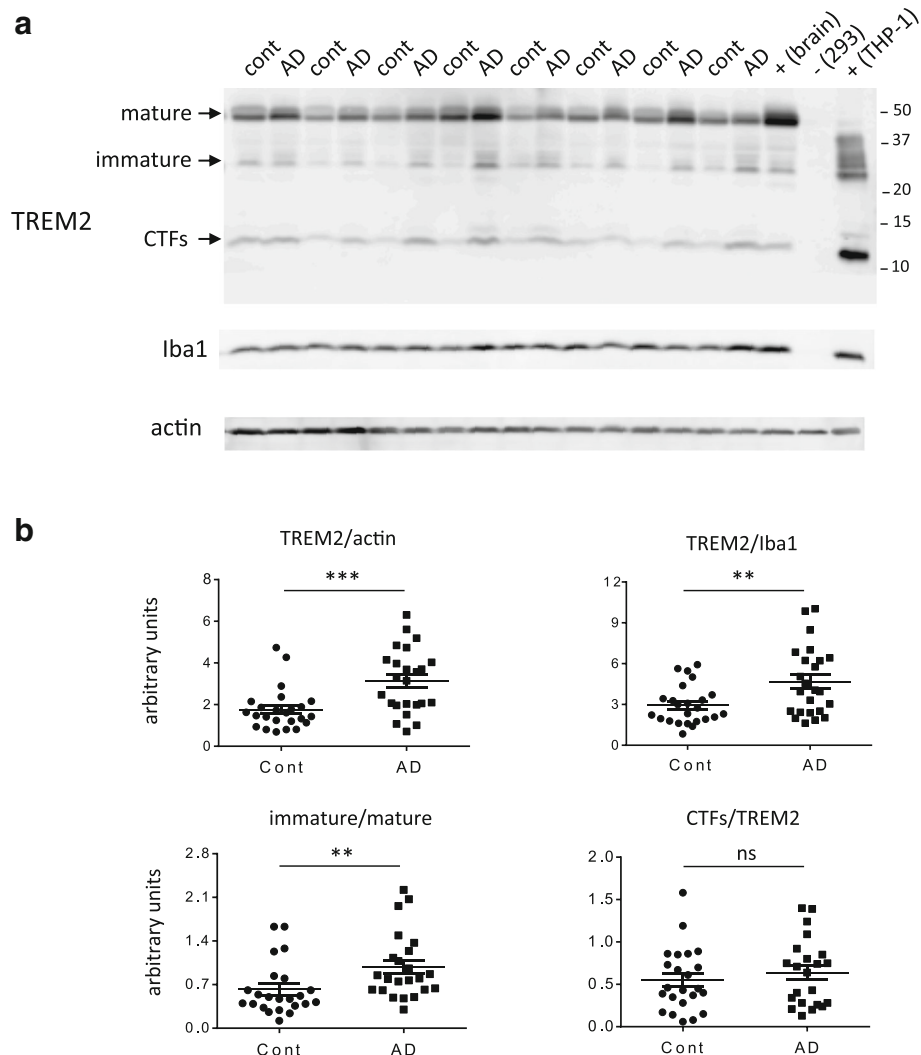 a
cont AD cont AD cont AD cont AD cont AD cont AD cont AD cont AD + (brain) - (293) + (THP-1)
mature
immature
TREM2
CTFs
50
37
25
20
15
10
Iba1
actin
b
TREM2/actin
***
arbitrary units
8
6
4
2
0
Cont AD
TREM2/Iba1
**
12
9
6
3
0
Cont AD
immature/mature
**
arbitrary units
2.8
2.1
1.4
0.7
0.0
Cont AD
CTFs/TREM2
ns
2.0
1.5
1.0
0.5
0.0
Cont AD